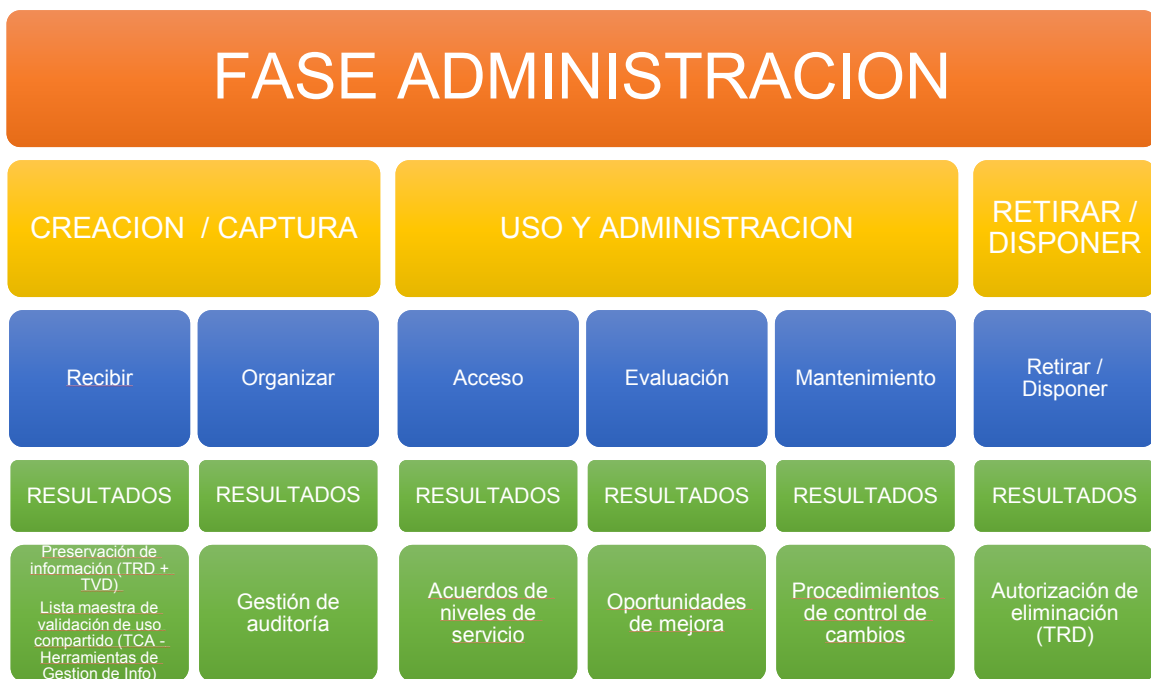 FASE ADMINISTRACION
CREACION / CAPTURA
USO Y ADMINISTRACION
RETIRAR /
DISPONER
Recibir
Organizar
Acceso
Evaluación
Mantenimiento
Retirar /
Disponer
RESULTADOS
RESULTADOS
RESULTADOS
RESULTADOS
RESULTADOS
RESULTADOS
Preservación de
información (TRD +
TVD)
Lista maestra de
validación de uso
compartido (TCA -
Herramientas de
Gestion de Info)
Gestión de
auditoría
Acuerdos de
niveles de
servicio
Oportunidades
de mejora
Procedimientos
de control de
cambios
Autorización de
eliminación
(TRD)